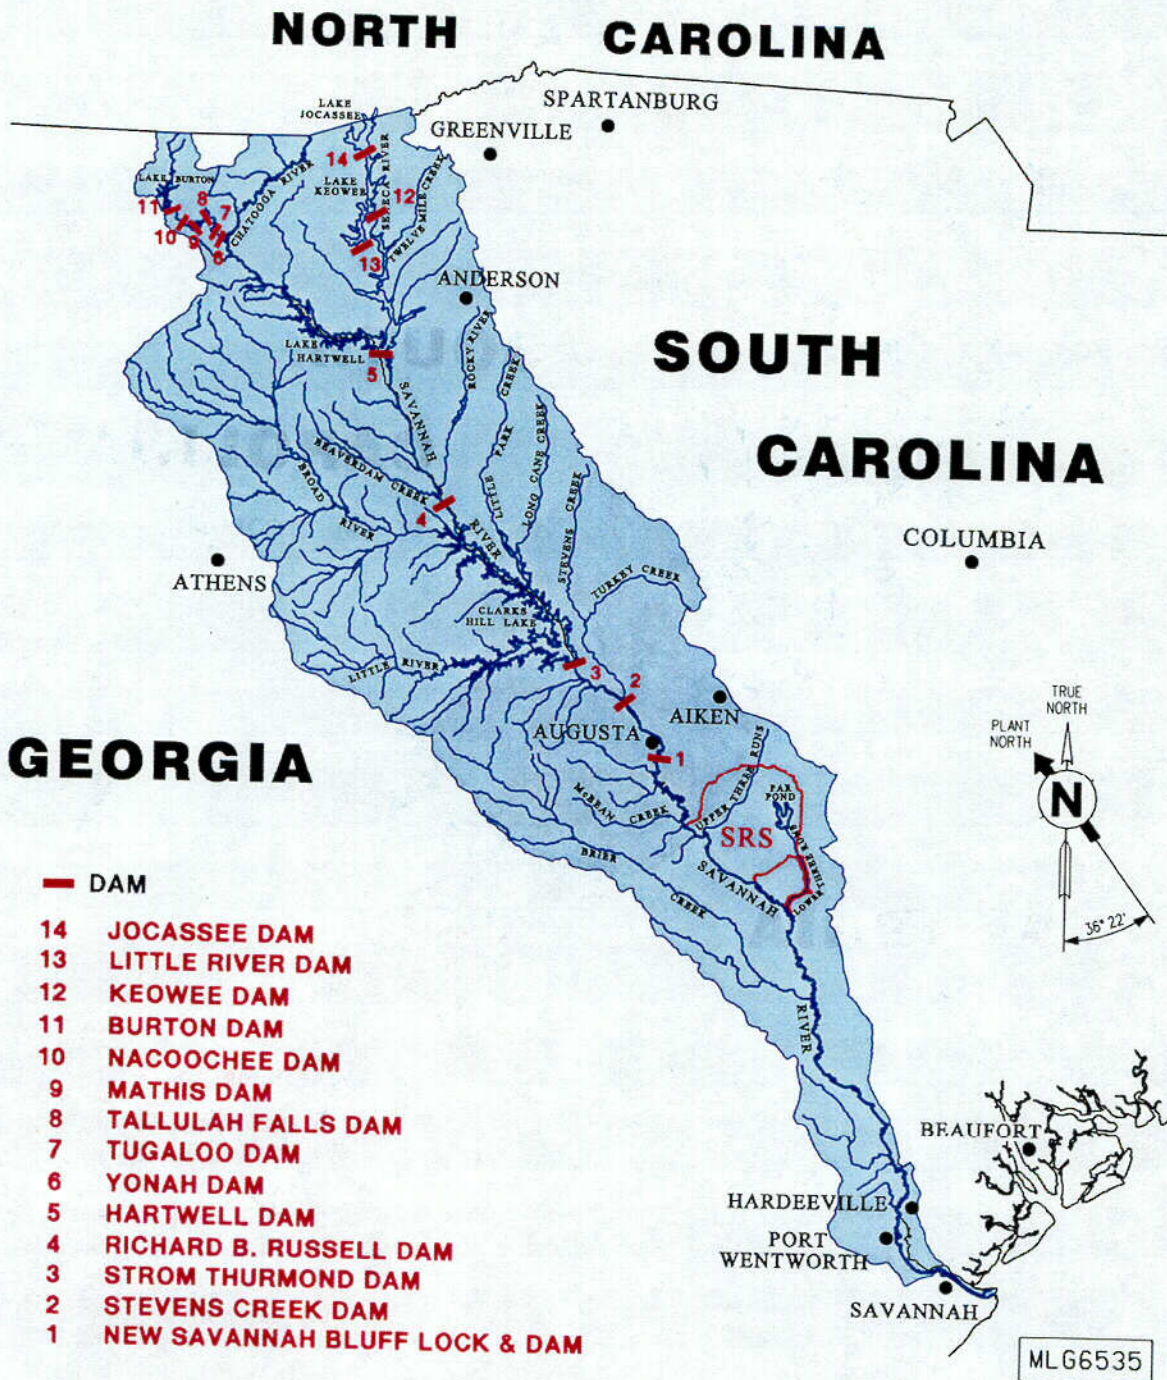 NORTH CAROLINA
SPARTANBURG
GREENVILLE
LAKE
JOCASSEE
14
LAKE
KEOWEE
SENECA RIVER
12
TWELVE MILE CREEK
13
LAKE BURTON
CHATOOGA RIVER
11
10
9
8
7
6
ANDERSON
LAKE
HARTWELL
5
SAVANNAH
ROCKY RIVER
LITTLE PARK CREEK
LONG CANE CREEK
STEVENS CREEK
SOUTH
CAROLINA
BEAVERDAM CREEK
BROAD
RIVER
4
RIVER
COLUMBIA
ATHENS
TURKEY CREEK
CLARKS
HILL LAKE
LITTLE RIVER
3
2
AIKEN
AUGUSTA
1
GEORGIA
McBEAN CREEK
UPPER THREE RUNS
PAR
POND
SRS
LOWER THREE RUNS
BRIER
CREEK
SAVANNAH
RIVER
TRUE
NORTH
PLANT
NORTH
N
36° 22'
DAM
14 JOCASSEE DAM
13 LITTLE RIVER DAM
12 KEOWEE DAM
11 BURTON DAM
10 NACOOCHEE DAM
9 MATHIS DAM
8 TALLULAH FALLS DAM
7 TUGALOO DAM
6 YONAH DAM
5 HARTWELL DAM
4 RICHARD B. RUSSELL DAM
3 STROM THURMOND DAM
2 STEVENS CREEK DAM
1 NEW SAVANNAH BLUFF LOCK & DAM
BEAUFORT
HARDEEVILLE
PORT
WENTWORTH
SAVANNAH
MLG6535